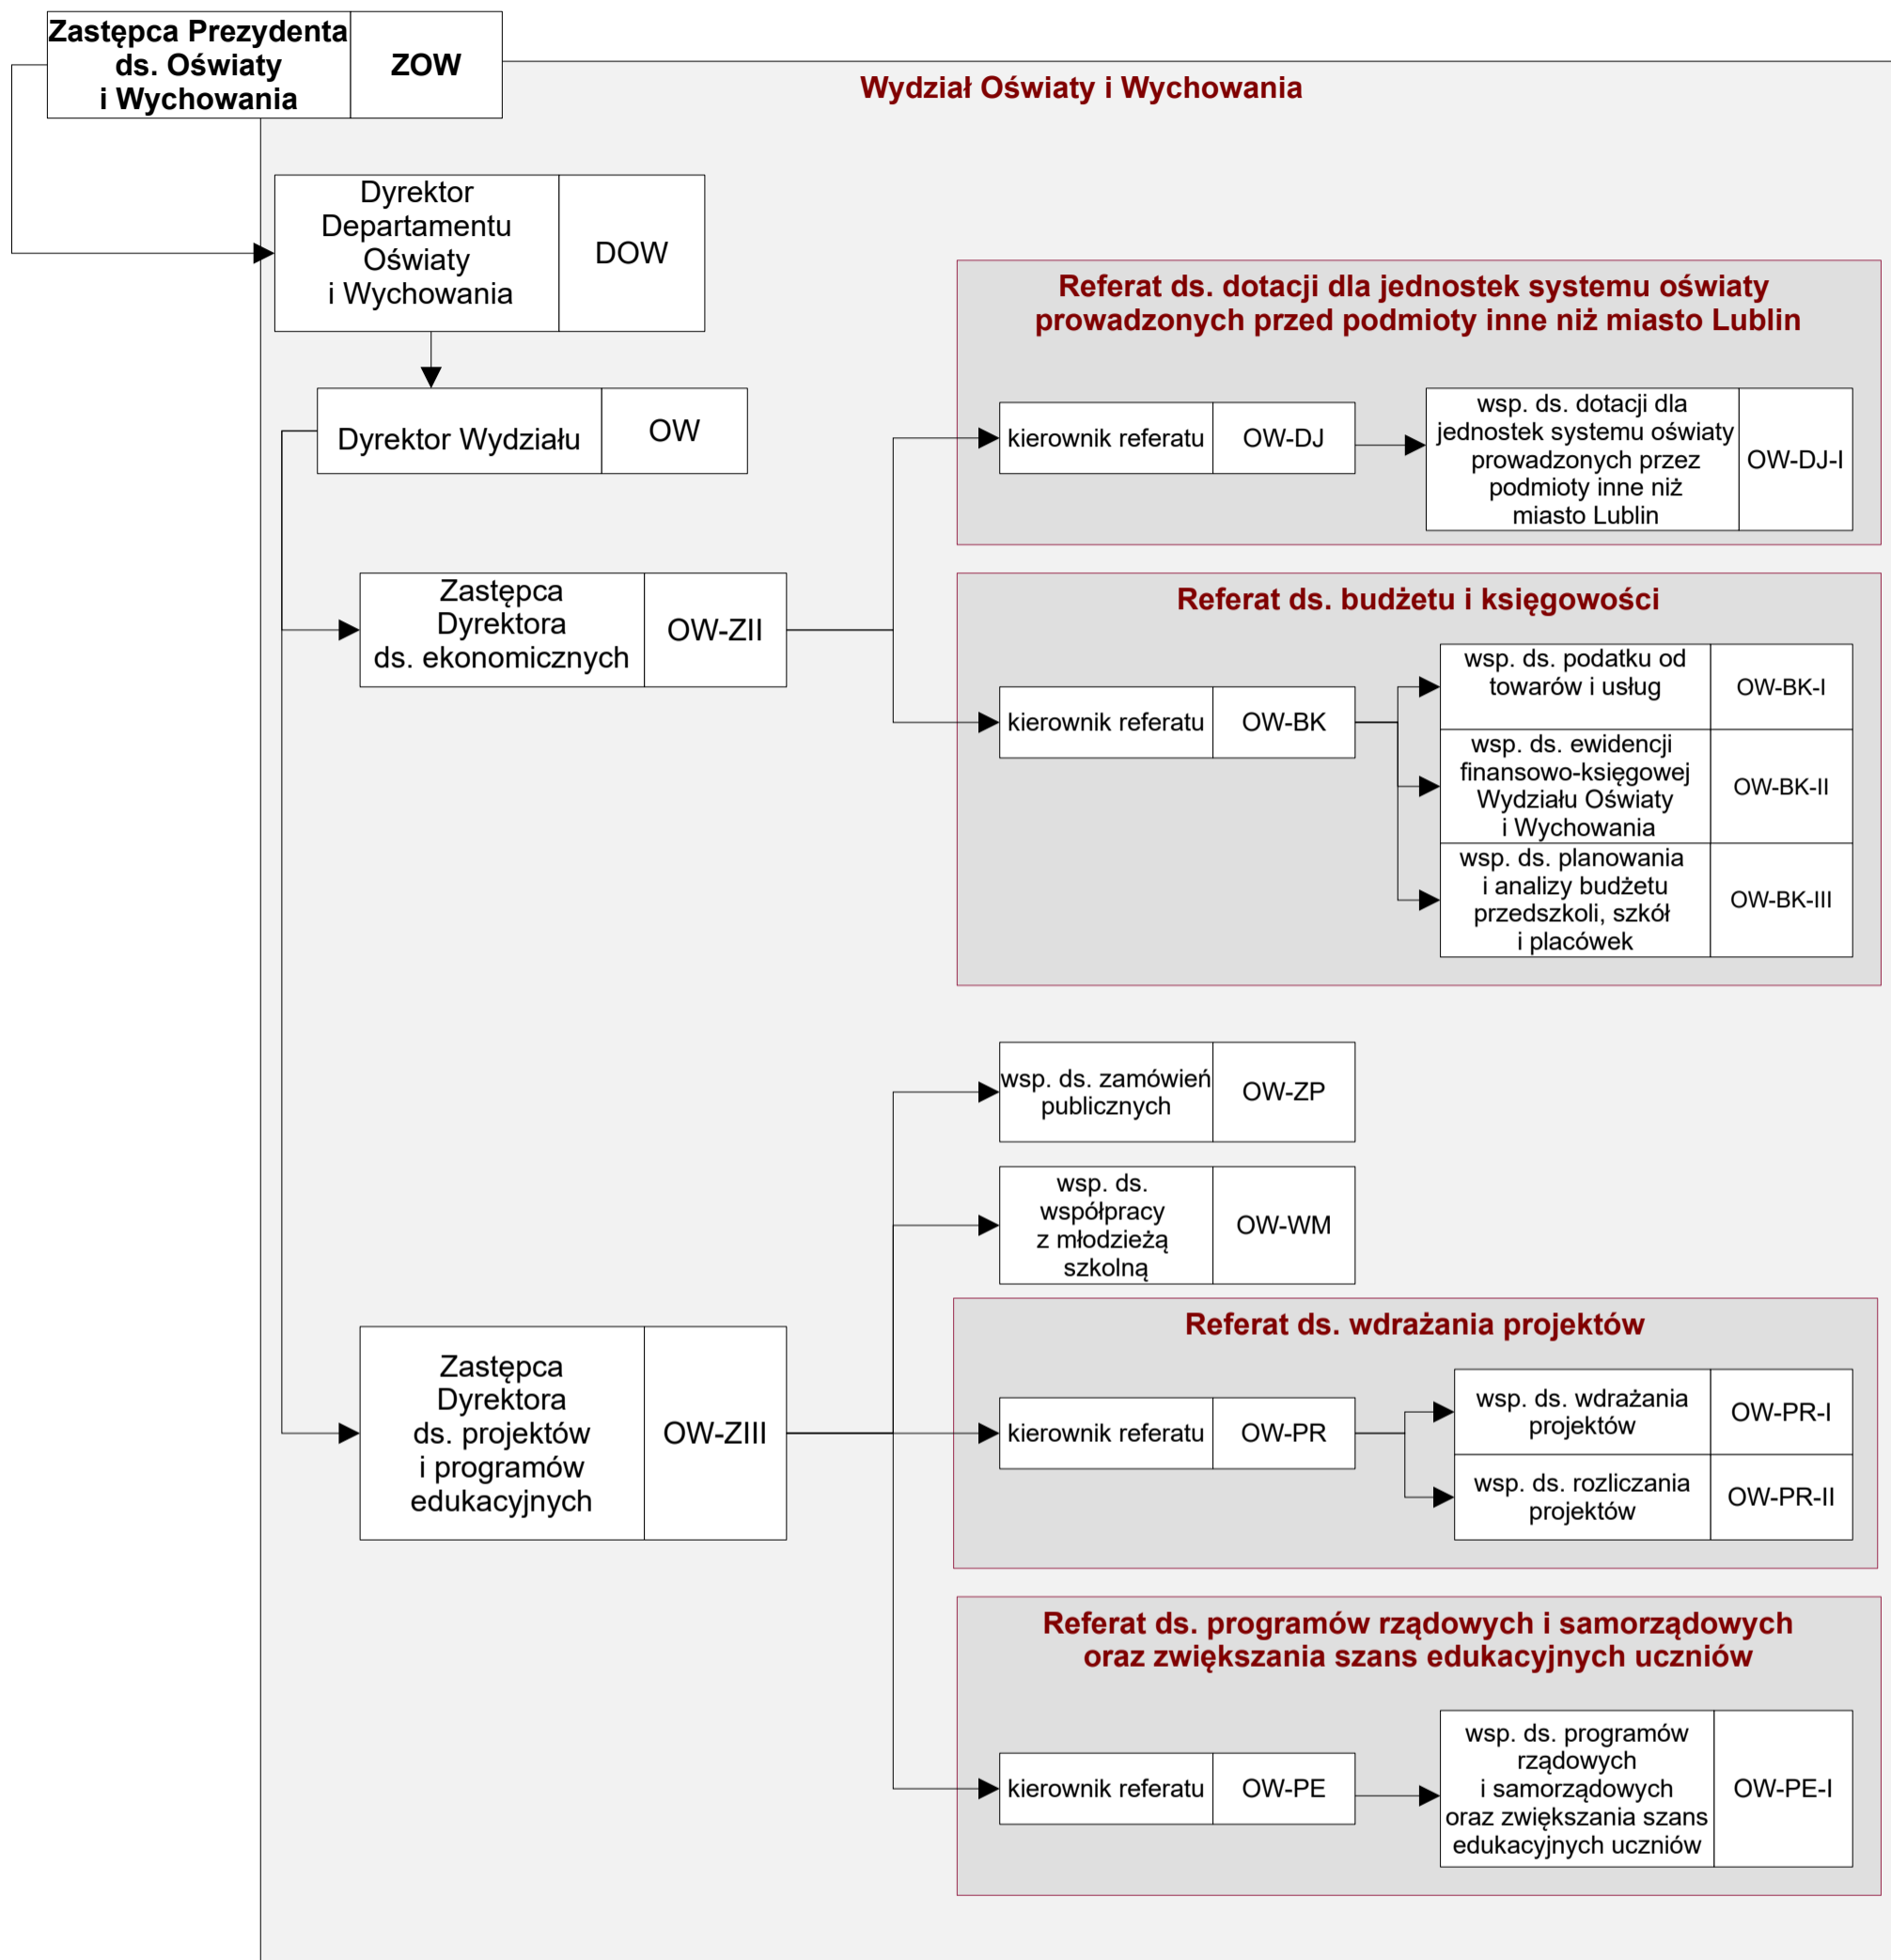 Zastępca Prezydenta
ds. Oświaty
i Wychowania
ZOW
Wydział Oświaty i Wychowania
Dyrektor
Departamentu
Oświaty
i Wychowania
DOW
Dyrektor Wydziału
OW
Referat ds. dotacji dla jednostek systemu oświaty
prowadzonych przed podmioty inne niż miasto Lublin
kierownik referatu
OW-DJ
wsp. ds. dotacji dla
jednostek systemu oświaty
prowadzonych przez
podmioty inne niż
miasto Lublin
OW-DJ-I
Zastępca
Dyrektora
ds. ekonomicznych
OW-ZII
Referat ds. budżetu i księgowości
kierownik referatu
OW-BK
wsp. ds. podatku od
towarów i usług
OW-BK-I
wsp. ds. ewidencji
finansowo-księgowej
Wydziału Oświaty
i Wychowania
OW-BK-II
wsp. ds. planowania
i analizy budżetu
przedszkoli, szkół
i placówek
OW-BK-III
wsp. ds. zamówień
publicznych
OW-ZP
wsp. ds.
współpracy
z młodzieżą
szkolną
OW-WM
Zastępca
Dyrektora
ds. projektów
i programów
edukacyjnych
OW-ZIII
Referat ds. wdrażania projektów
kierownik referatu
OW-PR
wsp. ds. wdrażania
projektów
OW-PR-I
wsp. ds. rozliczania
projektów
OW-PR-II
Referat ds. programów rządowych i samorządowych
oraz zwiększania szans edukacyjnych uczniów
kierownik referatu
OW-PE
wsp. ds. programów
rządowych
i samorządowych
oraz zwiększania szans
edukacyjnych uczniów
OW-PE-I